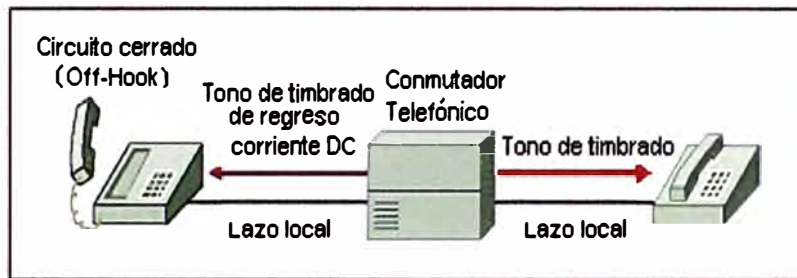 Circuito cerrado
(Off-Hook)
Tono de timbrado
de regreso
corriente DC
Conmutador
Telefónico
Tono de timbrado
Lazo local
Lazo local